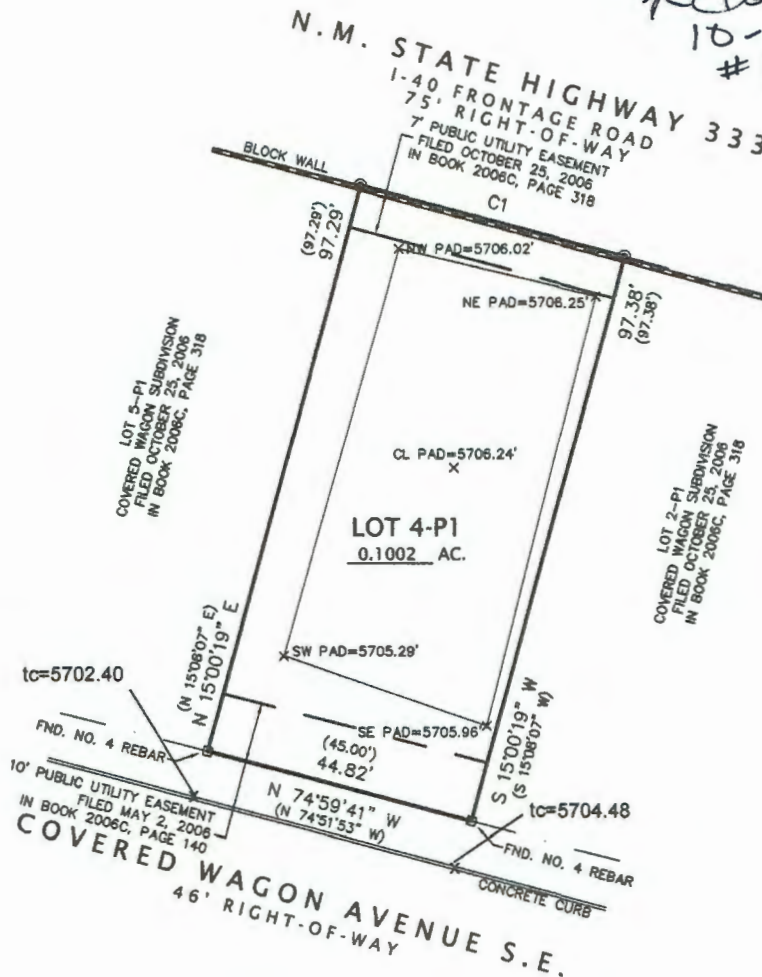 10-
#
N.M. STATE HIGHWAY 333
I-40 FRONTAGE ROAD
75' RIGHT-OF-WAY
7' PUBLIC UTILITY EASEMENT
FILED OCTOBER 25, 2006
IN BOOK 2006C, PAGE 318
BLOCK WALL
C1
(97.29')
97.29'
NW PAD=5706.02'
NE PAD=5706.25'
97.38'
(97.38')
LOT 5-P1
COVERED WAGON SUBDIVISION
FILED OCTOBER 25, 2006
IN BOOK 2006C, PAGE 318
CL PAD=5706.24'
LOT 4-P1
0.1002 AC.
LOT 2-P1
COVERED WAGON SUBDIVISION
FILED OCTOBER 25, 2006
IN BOOK 2006C, PAGE 318
(N 15°08'07" E)
N 15°00'19" E
SW PAD=5705.29'
tc=5702.40
SE PAD=5705.96'
(45.00')
44.82'
S 15°00'19" W
(S 15°08'07" W)
FND. NO. 4 REBAR
N 74°59'41" W
(N 74°51'53" W)
tc=5704.48
10' PUBLIC UTILITY EASEMENT
FILED MAY 2, 2006
IN BOOK 2006C, PAGE 140
FND. NO. 4 REBAR
CONCRETE CURB
COVERED WAGON AVENUE S.E.
46' RIGHT-OF-WAY